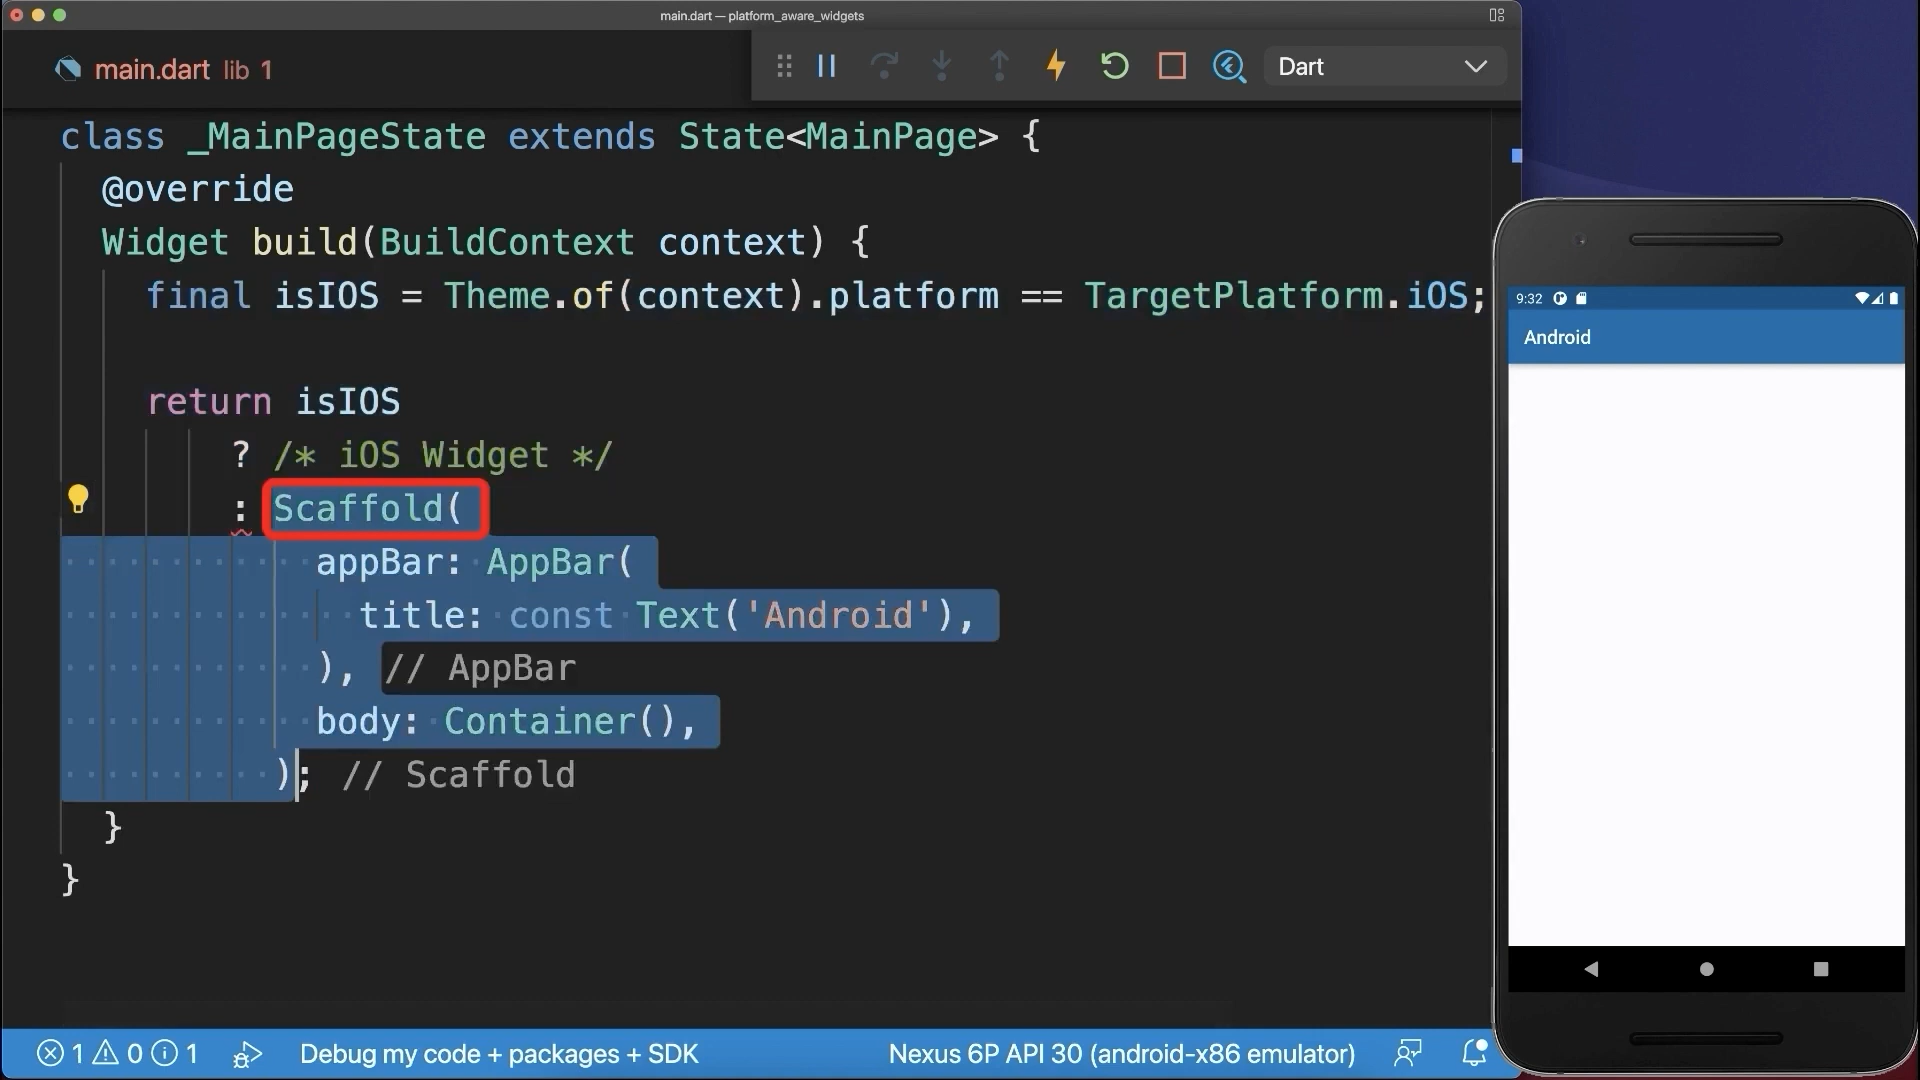 main.dart — platform_aware_widgets
main.dart lib 1
Dart
class _MainPageState extends State<MainPage> {
@override
Widget build(BuildContext context) {
final isIOS = Theme.of(context).platform == TargetPlatform.iOS;
return isIOS
? /* iOS Widget */
: Scaffold(
appBar: AppBar(
title: const Text('Android'),
), // AppBar
body: Container(),
); // Scaffold
}
}
9:32
Android
1 0 1 Debug my code + packages + SDK Nexus 6P API 30 (android-x86 emulator)